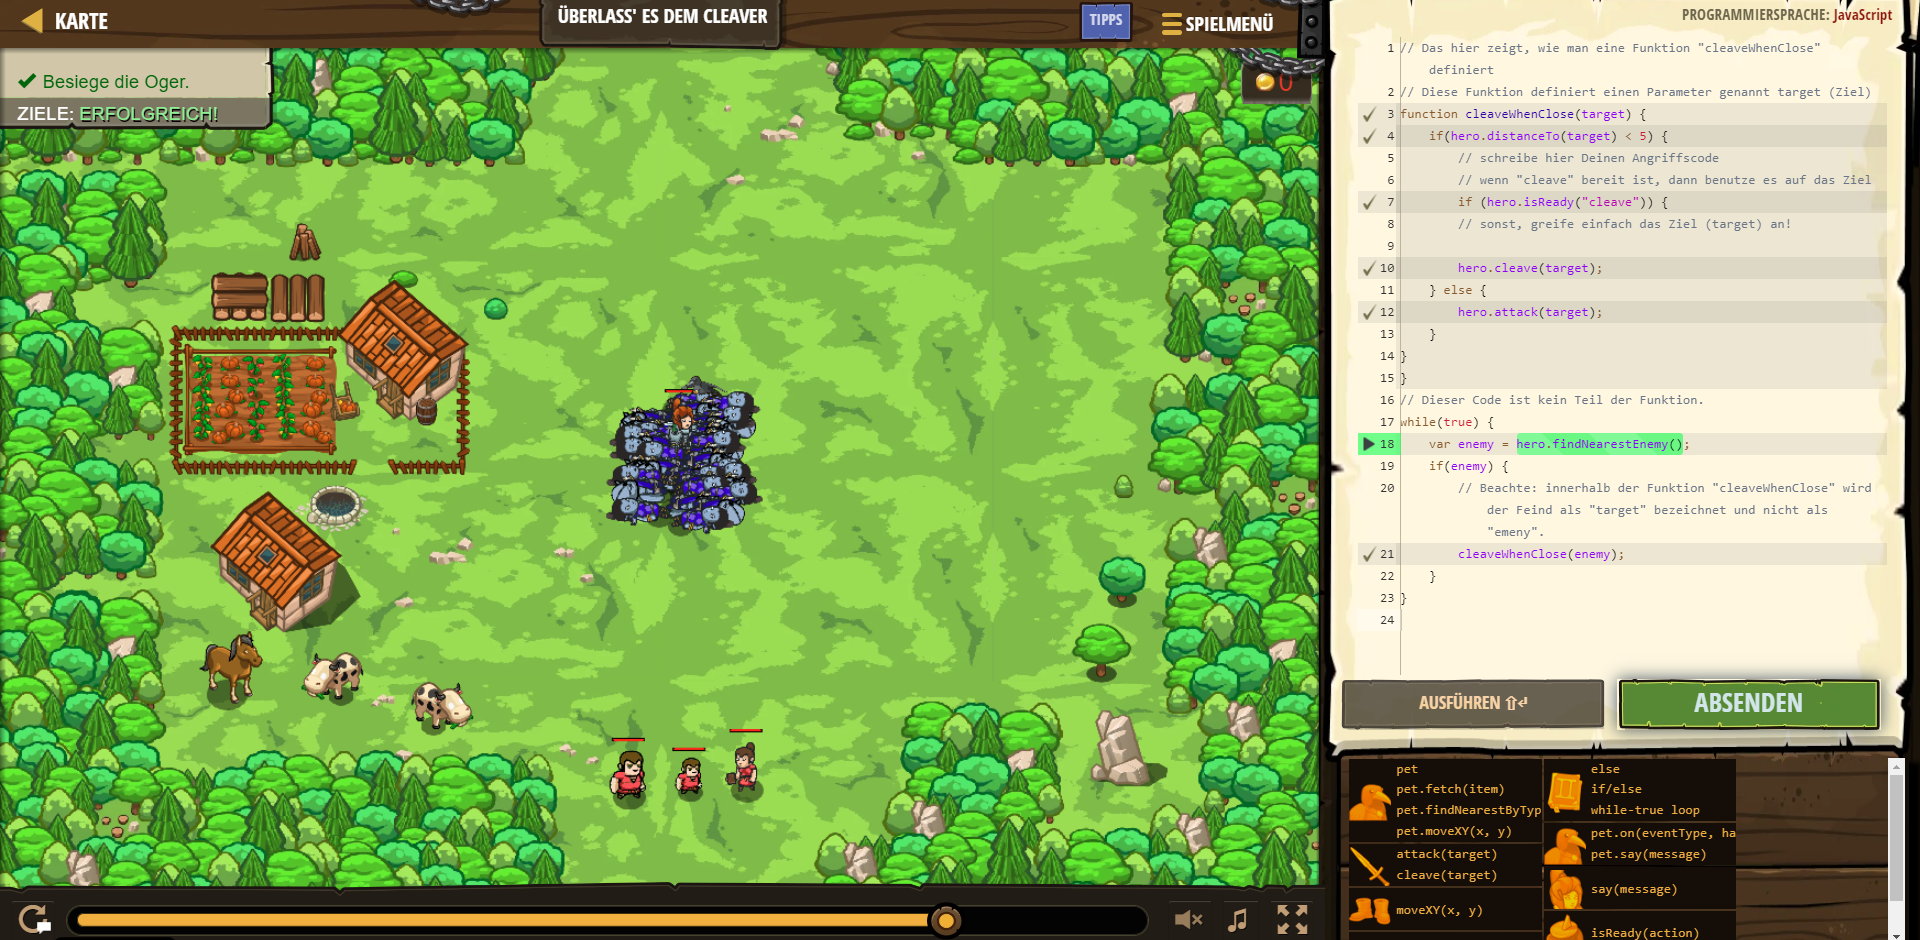 KARTE
ÜBERLASS' ES DEM CLEAVER
TIPPS
SPIELMENÜ
Besiege die Oger.
ZIELE: ERFOLGREICH!
0
PROGRAMMIERSPRACHE: JavaScript
1 // Das hier zeigt, wie man eine Funktion "cleaveWhenClose"
definiert
2 // Diese Funktion definiert einen Parameter genannt target (Ziel)
3 function cleaveWhenClose(target) {
4 if(hero.distanceTo(target) < 5) {
5 // schreibe hier Deinen Angriffscode
6 // wenn "cleave" bereit ist, dann benutze es auf das Ziel
7 if (hero.isReady("cleave")) {
8 // sonst, greife einfach das Ziel (target) an!
9
10 hero.cleave(target);
11 } else {
12 hero.attack(target);
13 }
14 }
15 }
16 // Dieser Code ist kein Teil der Funktion.
17 while(true) {
18 var enemy = hero.findNearestEnemy();
19 if(enemy) {
20 // Beachte: innerhalb der Funktion "cleaveWhenClose" wird
der Feind als "target" bezeichnet und nicht als
"emeny".
21 cleaveWhenClose(enemy);
22 }
23 }
24
AUSFÜHREN ⇧↵
ABSENDEN
pet
pet.fetch(item)
pet.findNearestByTyp
pet.moveXY(x, y)
attack(target)
cleave(target)
moveXY(x, y)
else
if/else
while-true loop
pet.on(eventType, ha
pet.say(message)
say(message)
isReady(action)